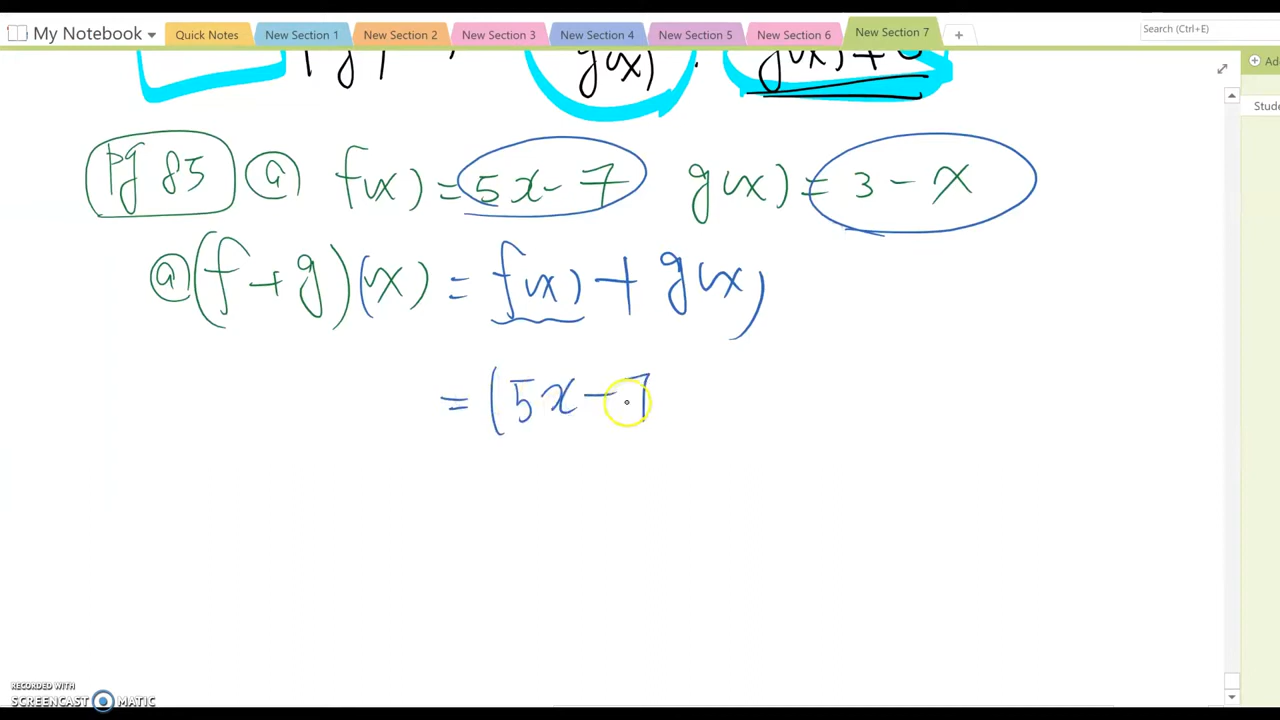 My Notebook Quick Notes New Section 1 New Section 2 New Section 3 New Section 4 New Section 5 New Section 6 New Section 7 + Search (Ctrl+E)
g(x) g(x) ≠ 0
Stude
pg 85 (a) f(x) = 5x - 7 g(x) = 3 - x
(a) (f + g)(x) = f(x) + g(x)
= (5x - 7
RECORDED WITH
SCREENCAST MATIC